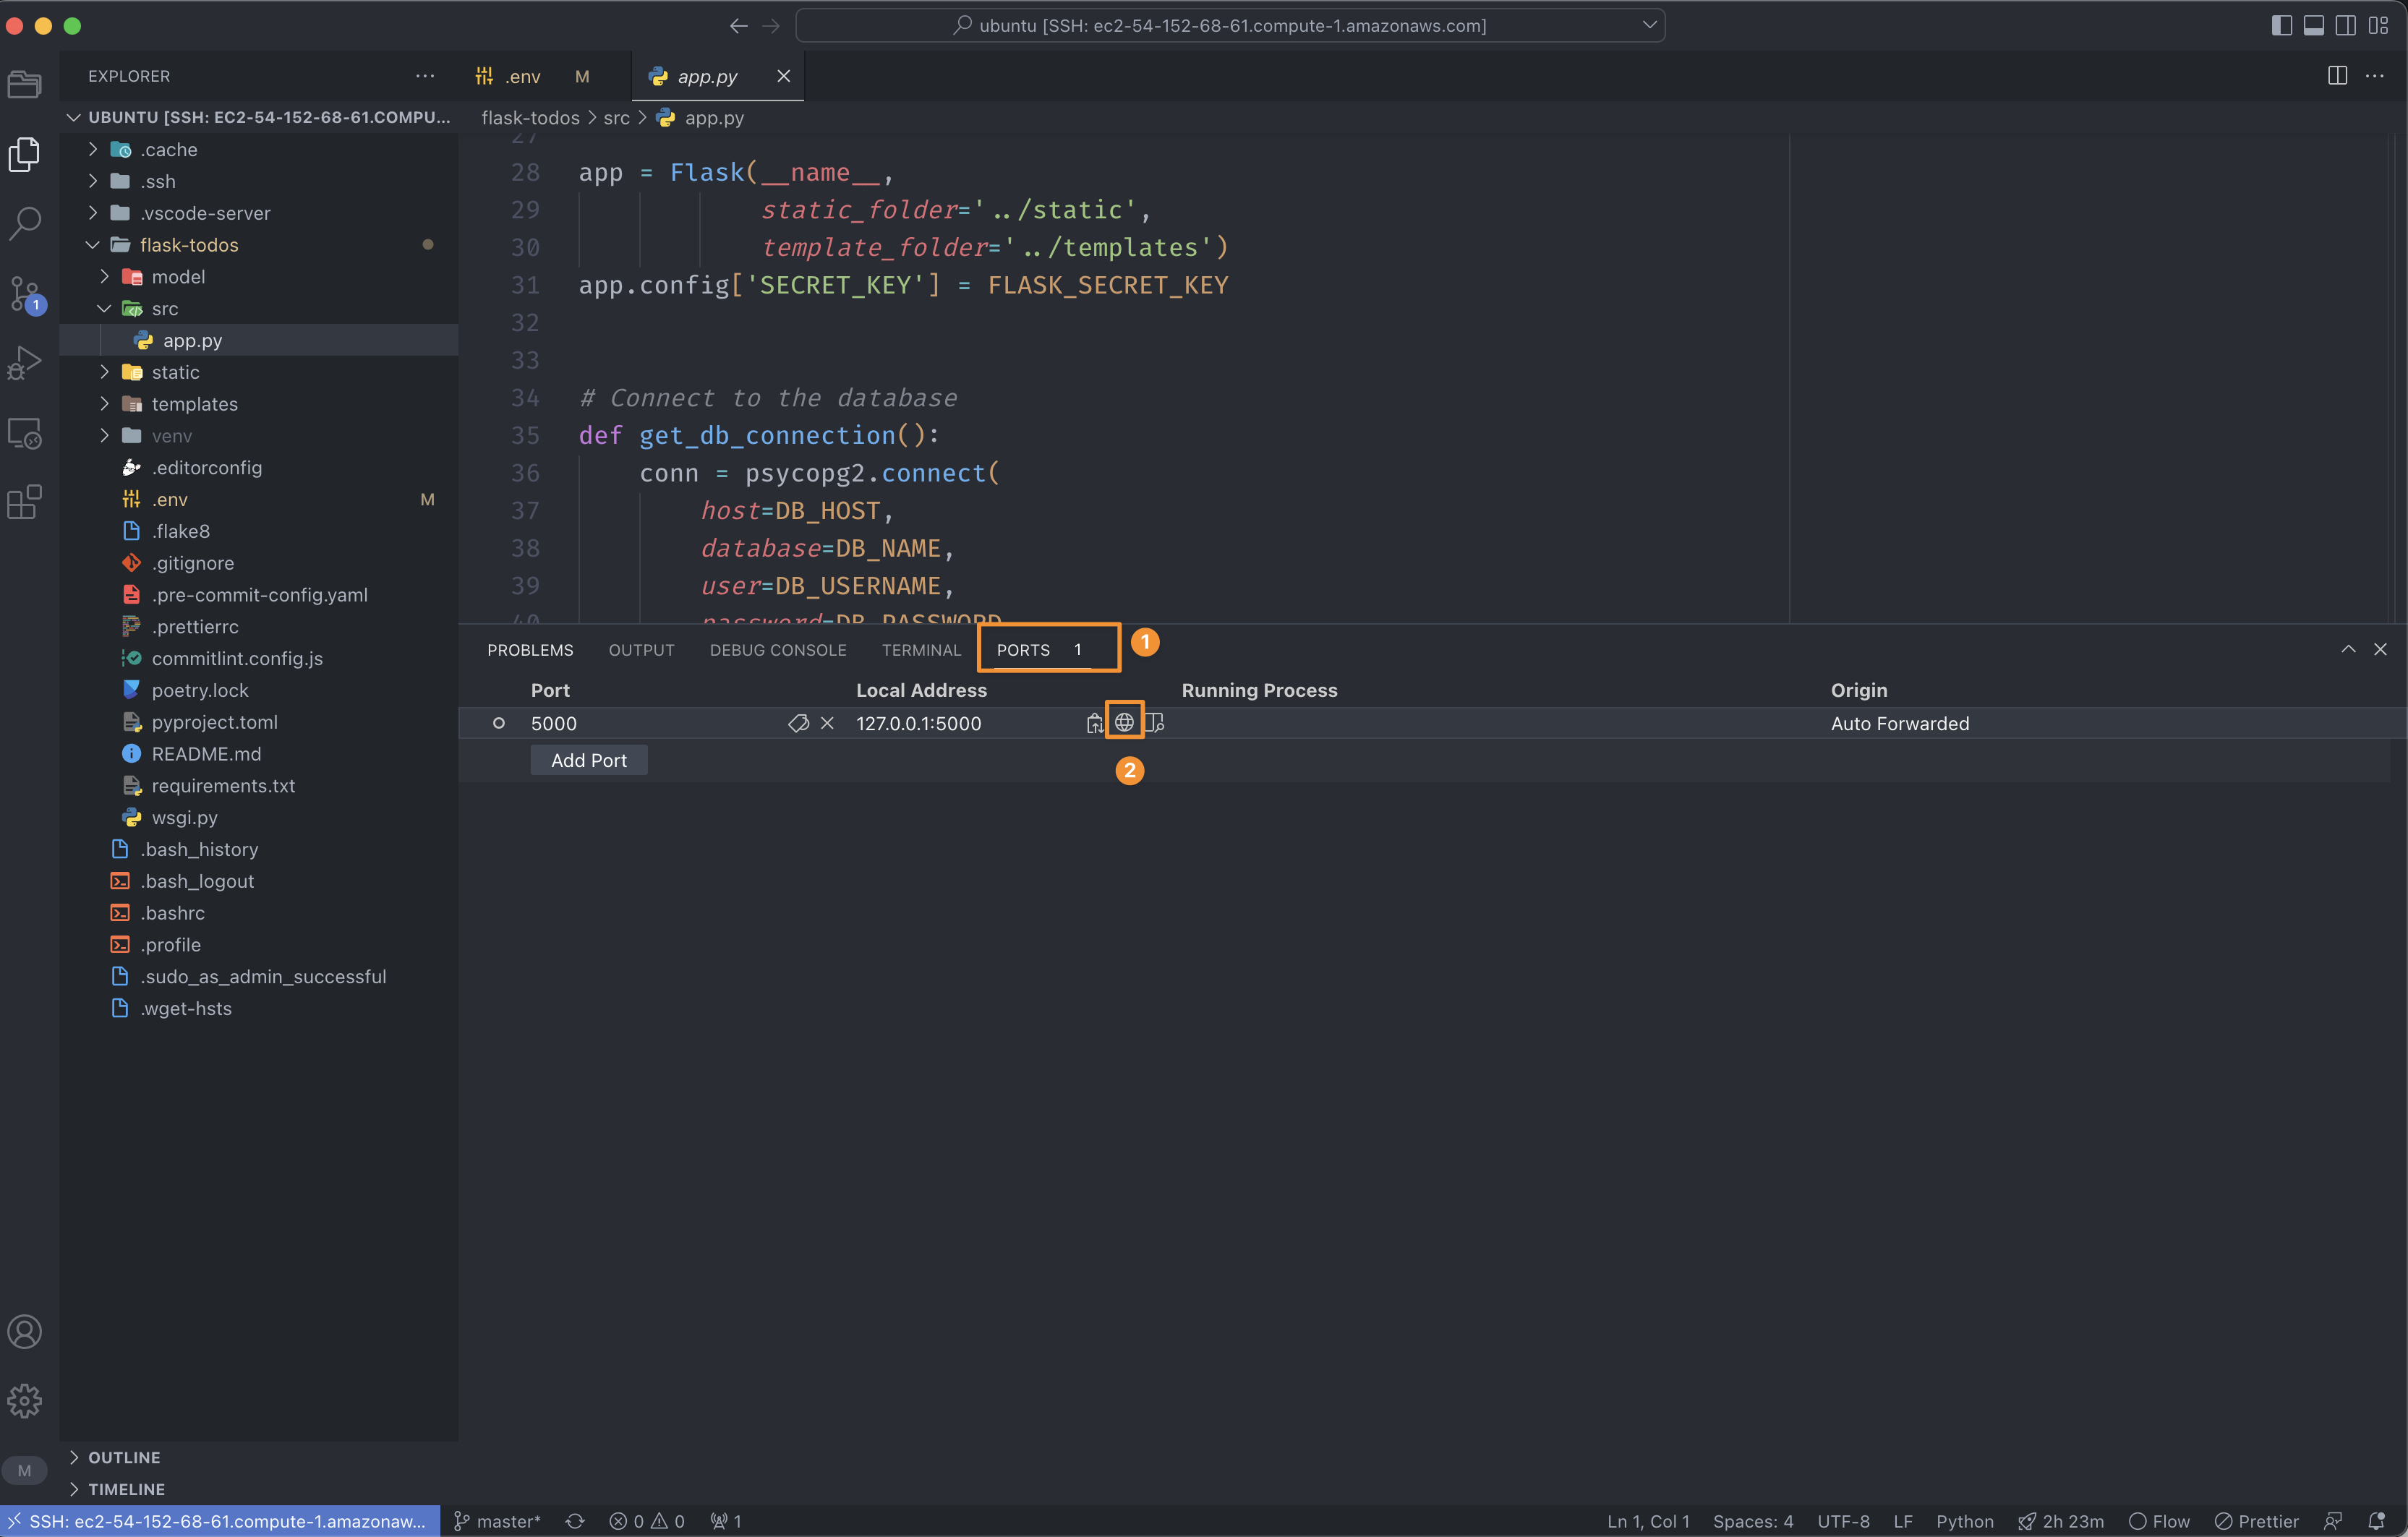 ubuntu [SSH: ec2-54-152-68-61.compute-1.amazonaws.com]
EXPLORER
UBUNTU [SSH: EC2-54-152-68-61.COMPU...
.cache
.ssh
.vscode-server
flask-todos
model
src
app.py
static
templates
venv
.editorconfig
.env M
.flake8
.gitignore
.pre-commit-config.yaml
.prettierrc
commitlint.config.js
poetry.lock
pyproject.toml
README.md
requirements.txt
wsgi.py
.bash_history
.bash_logout
.bashrc
.profile
.sudo_as_admin_successful
.wget-hsts
OUTLINE
TIMELINE
1
M
.env M
app.py
flask-todos > src > app.py
27
28 app = Flask(__name__,
29 static_folder='../static',
30 template_folder='../templates')
31 app.config['SECRET_KEY'] = FLASK_SECRET_KEY
32
33
34 # Connect to the database
35 def get_db_connection():
36 conn = psycopg2.connect(
37 host=DB_HOST,
38 database=DB_NAME,
39 user=DB_USERNAME,
40 password=DB_PASSWORD
PROBLEMS OUTPUT DEBUG CONSOLE TERMINAL PORTS 1
1
Port Local Address Running Process Origin
5000 127.0.0.1:5000 Auto Forwarded
Add Port
2
SSH: ec2-54-152-68-61.compute-1.amazonaw... master* 0 0 1 Ln 1, Col 1 Spaces: 4 UTF-8 LF Python 2h 23m Flow Prettier